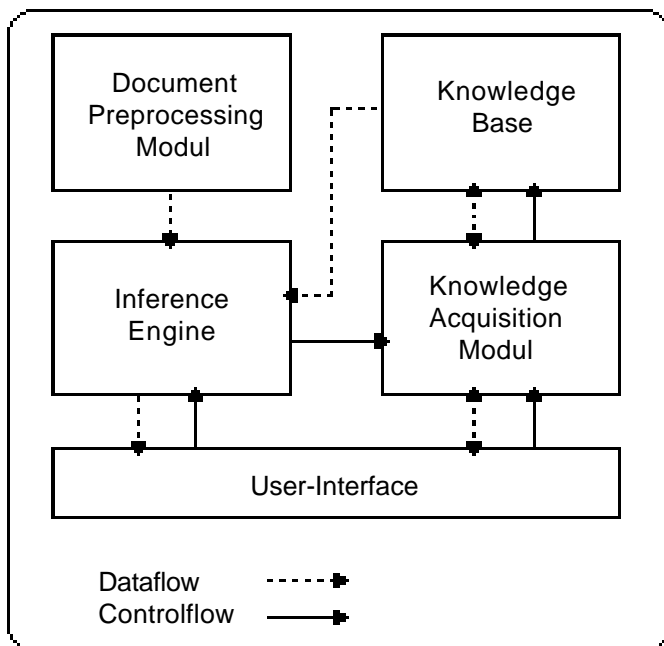 Document
Preprocessing
Modul
Knowledge
Base
Inference
Engine
Knowledge
Acquisition
Modul
User-Interface
Dataflow
Controlflow